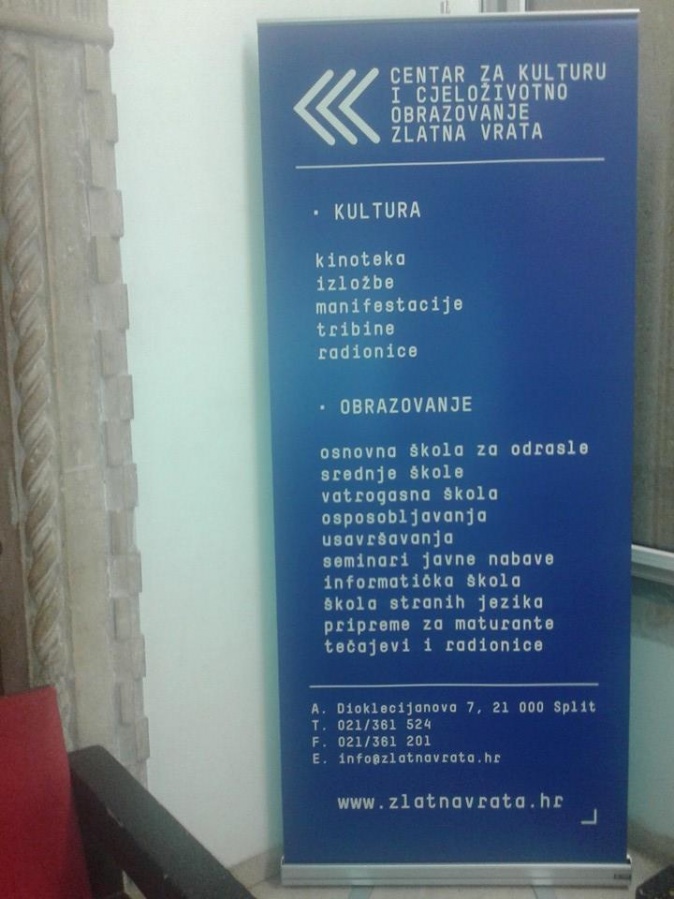 CENTAR ZA KULTURU
I CJELOŽIVOTNO
OBRAZOVANJE
ZLATNA VRATA
· KULTURA
kinoteka
izložbe
manifestacije
tribine
radionice
· OBRAZOVANJE
osnovna škola za odrasle
srednje škole
vatrogasna škola
osposobljavanja
usavršavanja
seminari javne nabave
informatička škola
škola stranih jezika
pripreme za maturante
tečajevi i radionice
A. Dioklecijanova 7, 21 000 Split
T. 021/361 524
F. 021/361 201
E. info@zlatnavrata.hr
www.zlatnavrata.hr